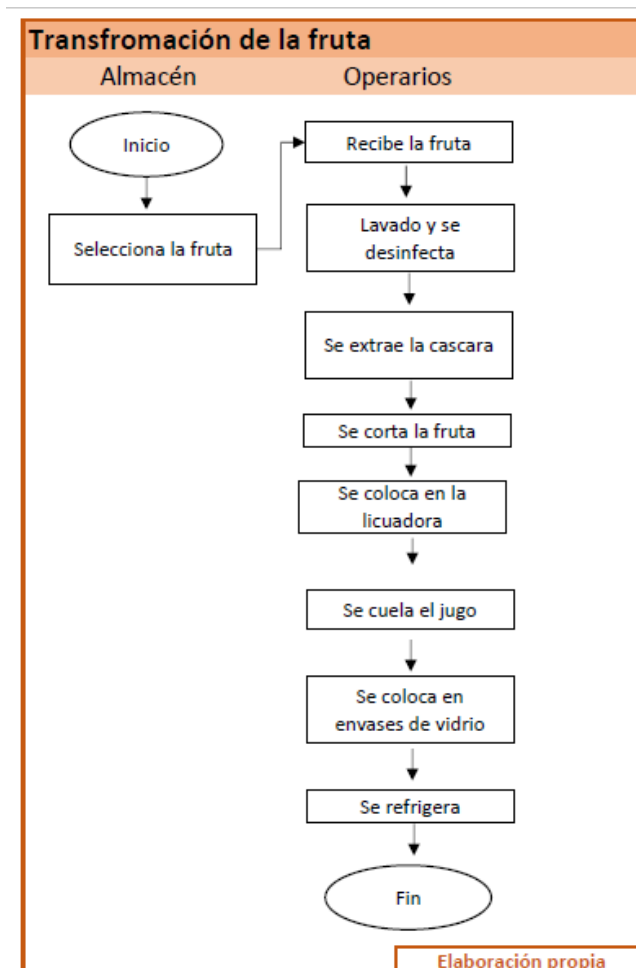 Transfromación de la fruta
Almacén
Operarios
Inicio
Recibe la fruta
Selecciona la fruta
Lavado y se
desinfecta
Se extrae la cascara
Se corta la fruta
Se coloca en la
licuadora
Se cuela el jugo
Se coloca en
envases de vidrio
Se refrigera
Fin
Elaboración propia